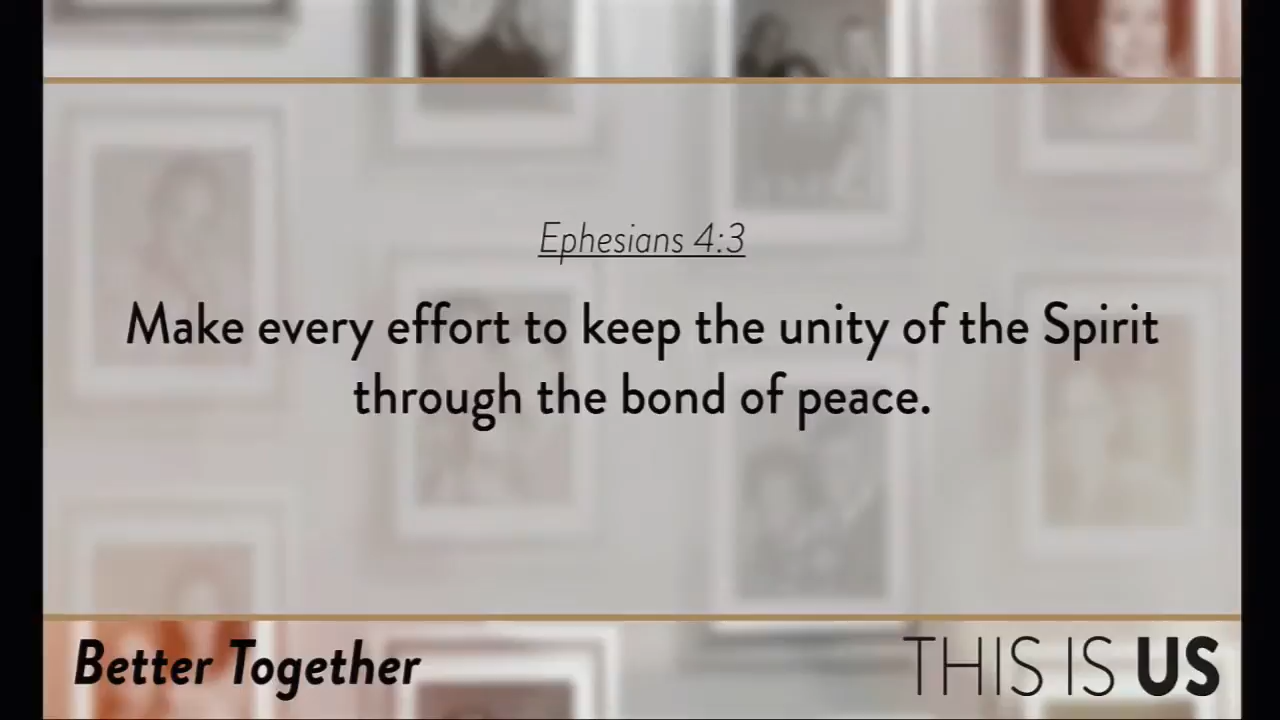 Ephesians 4:3
Make every effort to keep the unity of the Spirit
through the bond of peace.
Better Together
THIS IS US